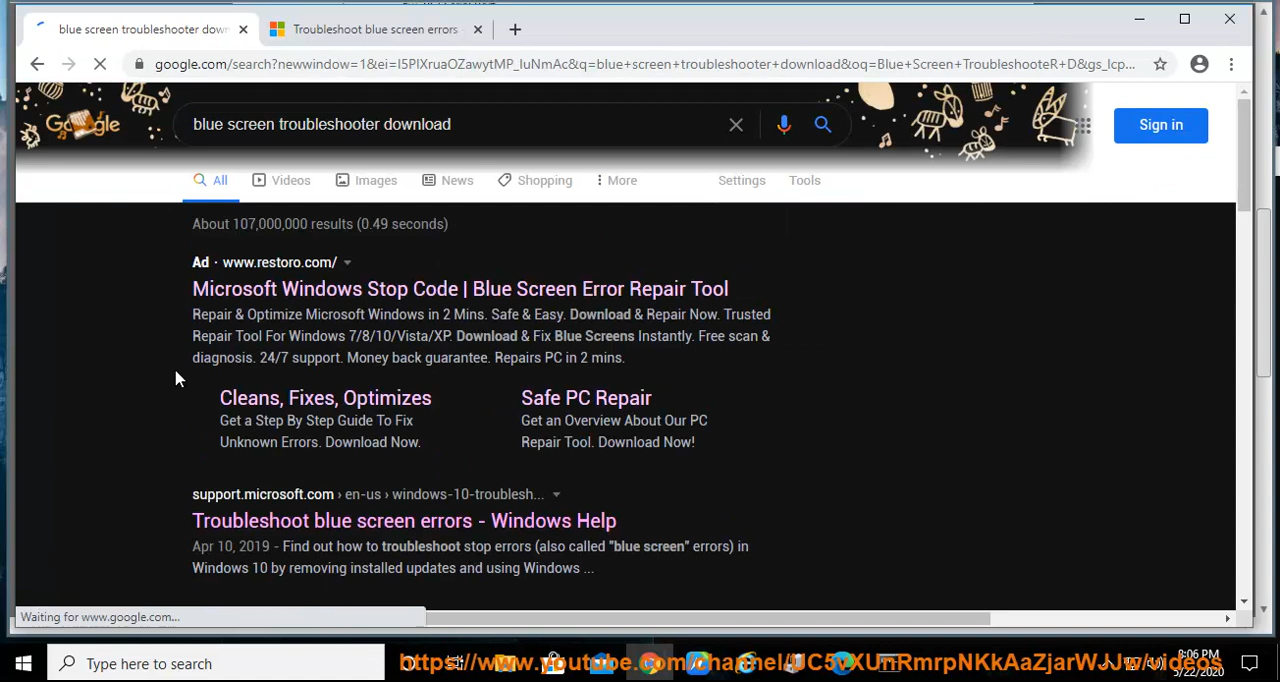 blue screen troubleshooter down
Troubleshoot blue screen errors
google.com/search?newwindow=1&ei=I5PIXruaOZawytMP_IuNmAc&q=blue+screen+troubleshooter+download&oq=Blue+Screen+TroubleshooteR+D&gs_lcp...
Google
blue screen troubleshooter download
Sign in
All Videos Images News Shopping More Settings Tools
About 107,000,000 results (0.49 seconds)
Ad · www.restoro.com/
Microsoft Windows Stop Code | Blue Screen Error Repair Tool
Repair & Optimize Microsoft Windows in 2 Mins. Safe & Easy. Download & Repair Now. Trusted
Repair Tool For Windows 7/8/10/Vista/XP. Download & Fix Blue Screens Instantly. Free scan &
diagnosis. 24/7 support. Money back guarantee. Repairs PC in 2 mins.
Cleans, Fixes, Optimizes
Get a Step By Step Guide To Fix
Unknown Errors. Download Now.
Safe PC Repair
Get an Overview About Our PC
Repair Tool. Download Now!
support.microsoft.com › en-us › windows-10-troublesh...
Troubleshoot blue screen errors - Windows Help
Apr 10, 2019 - Find out how to troubleshoot stop errors (also called "blue screen" errors) in
Windows 10 by removing installed updates and using Windows ...
Waiting for www.google.com...
Type here to search
8:06 PM
5/22/2020